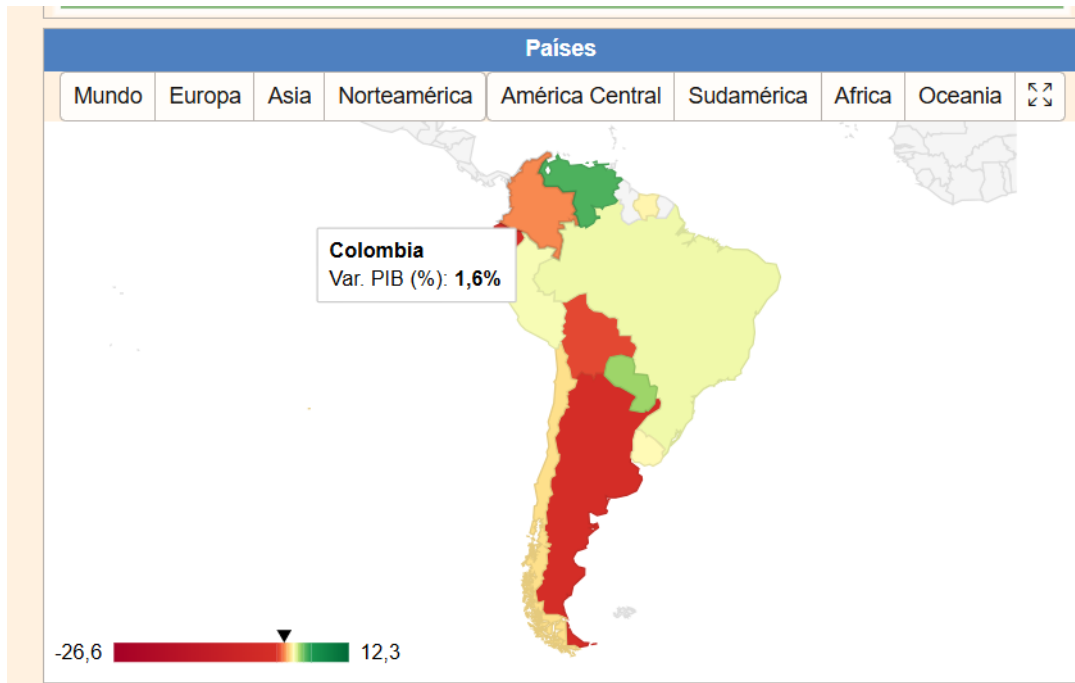 Países
Mundo Europa Asia Norteamérica América Central Sudamérica Africa Oceania
Colombia
Var. PIB (%): 1,6%
-26,6 12,3